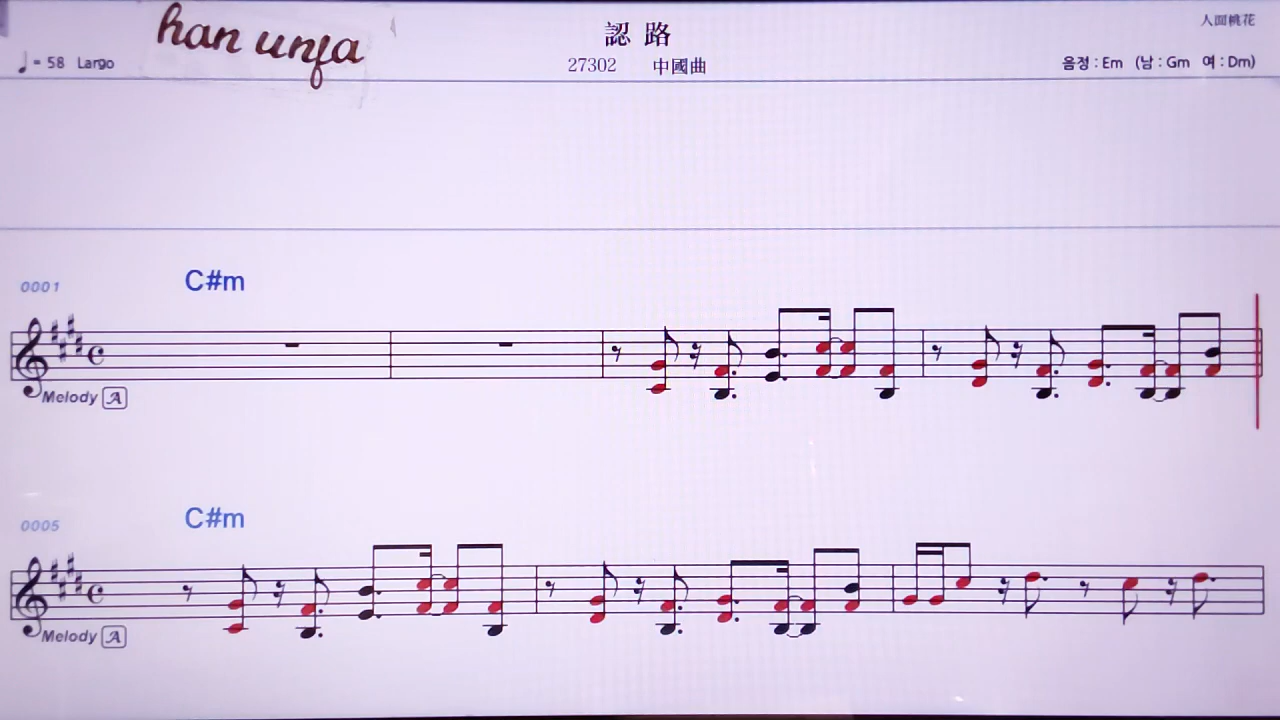 han unfa
認 路
人面桃花
♩= 58 Largo
27302 中國曲
음정 : Em (남 : Gm 여 : Dm)
0001
C#m
Melody A
0005
C#m
Melody A